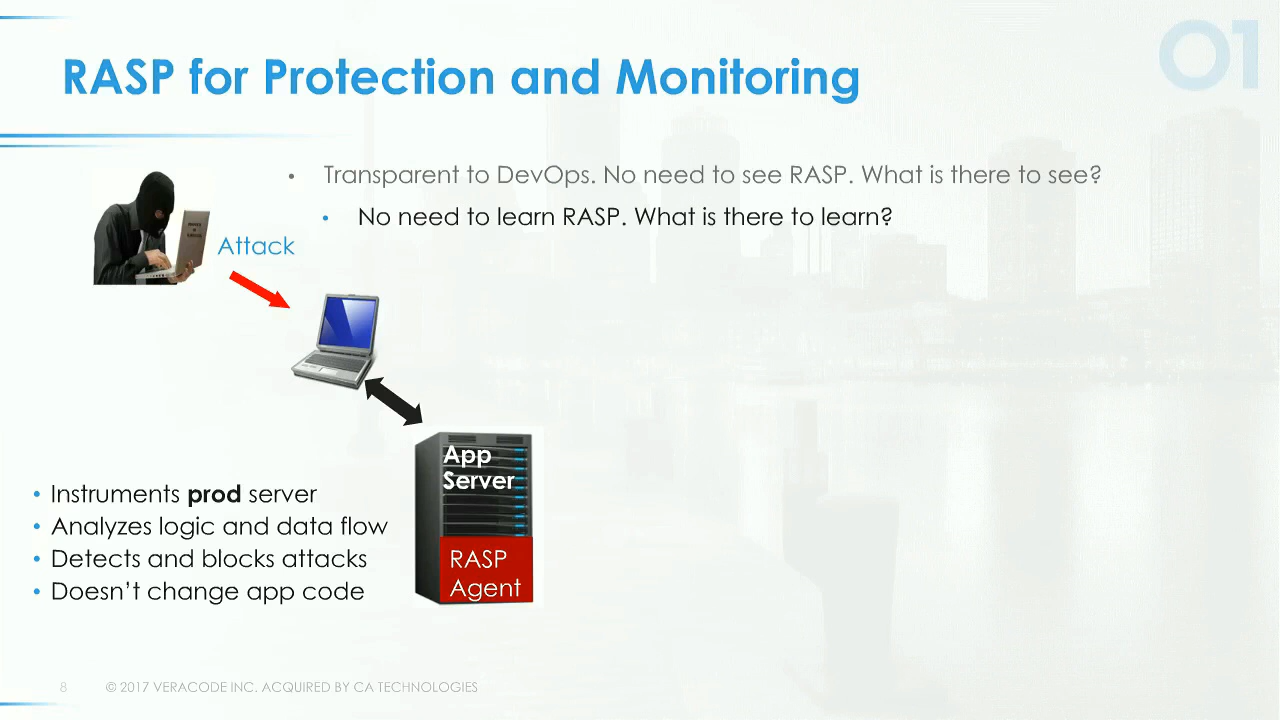 01
RASP for Protection and Monitoring
• Transparent to DevOps. No need to see RASP. What is there to see?
• No need to learn RASP. What is there to learn?
Attack
App
Server
RASP
Agent
• Instruments prod server
• Analyzes logic and data flow
• Detects and blocks attacks
• Doesn’t change app code
8 © 2017 VERACODE INC. ACQUIRED BY CA TECHNOLOGIES